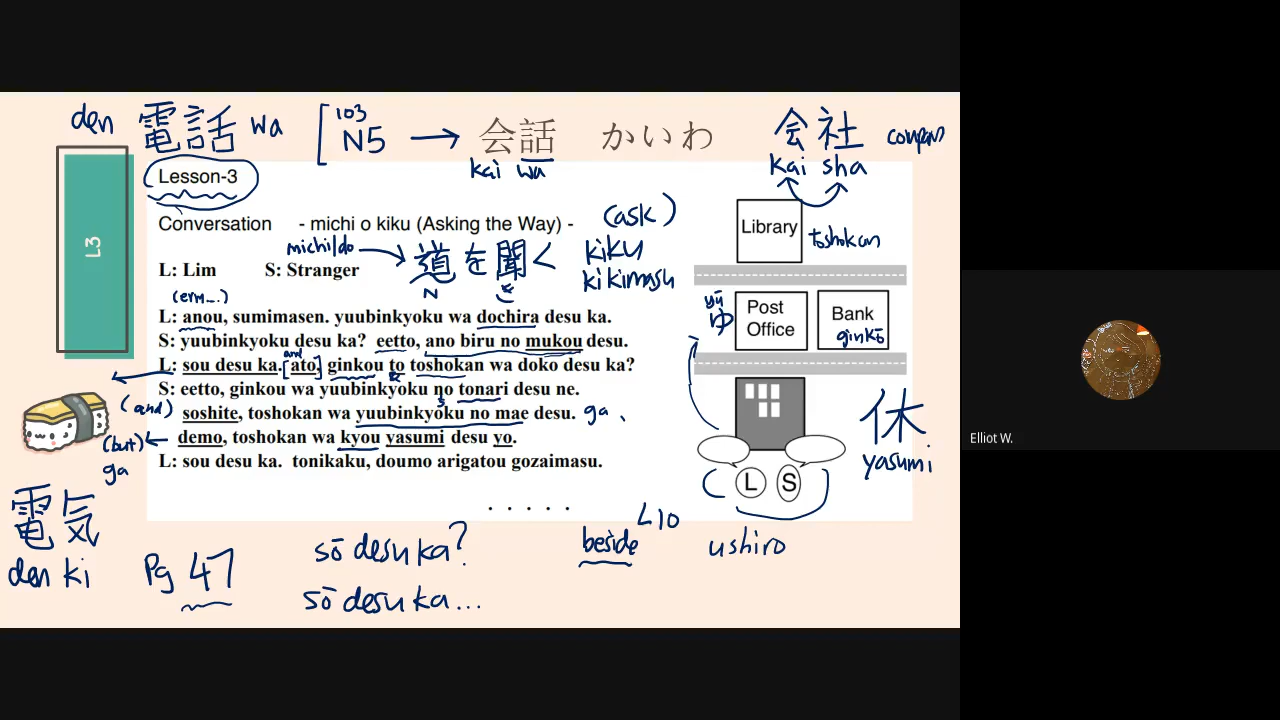 den 電話 wa [103 N5 → 会話 かいわ 会社
kai wa kai sha
L3
Lesson-3
Conversation - michi o kiku (Asking the Way) - (ask)
michi/do → 道を聞く kiku
N kikimasu
L: Lim S: Stranger
(erm...)
L: anou, sumimasen. yuubinkyoku wa dochira desu ka.
S: yuubinkyoku desu ka? eetto, ano biru no mukou desu.
and
L: sou desu ka. [ato,] ginkou to toshokan wa doko desu ka?
(and) S: eetto, ginkou wa yuubinkyoku no tonari desu ne.
soshite, toshokan wa yuubinkyoku no mae desu. ga、
(but) ← demo, toshokan wa kyou yasumi desu yo.
ga
L: sou desu ka. tonikaku, doumo arigatou gozaimasu.
. . . . .
Library toshokan
yū ゆ
Post Office
Bank ginkō
L S
休
yasumi
電気
den ki
Pg 47
sō desu ka?
sō desu ka...
beside L10
ushiro
Elliot W.